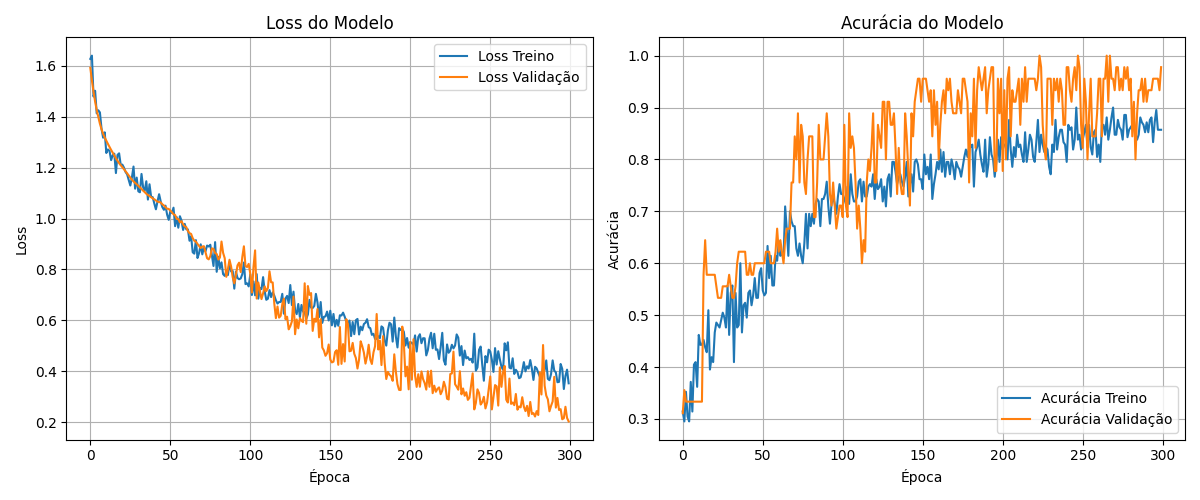 Loss do Modelo
Loss Treino
Loss Validação
1.6
1.4
1.2
1.0
0.8
0.6
0.4
0.2
Loss
0 50 100 150 200 250 300
Época
Acurácia do Modelo
1.0
0.9
0.8
0.7
0.6
0.5
0.4
0.3
Acurácia
Acurácia Treino
Acurácia Validação
0 50 100 150 200 250 300
Época